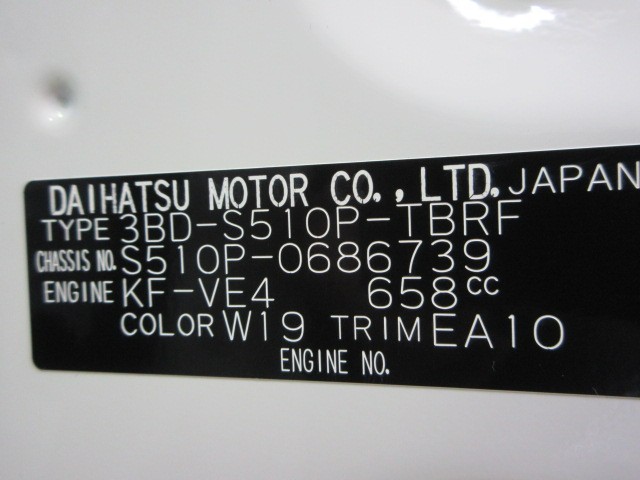 DAIHATSU MOTOR CO.,LTD. JAPAN
TYPE 3BD-S510P-TBRF
CHASSIS NO. S510P-0686739
ENGINE KF-VE4 658cc
COLOR W19 TRIM EA10
ENGINE NO.